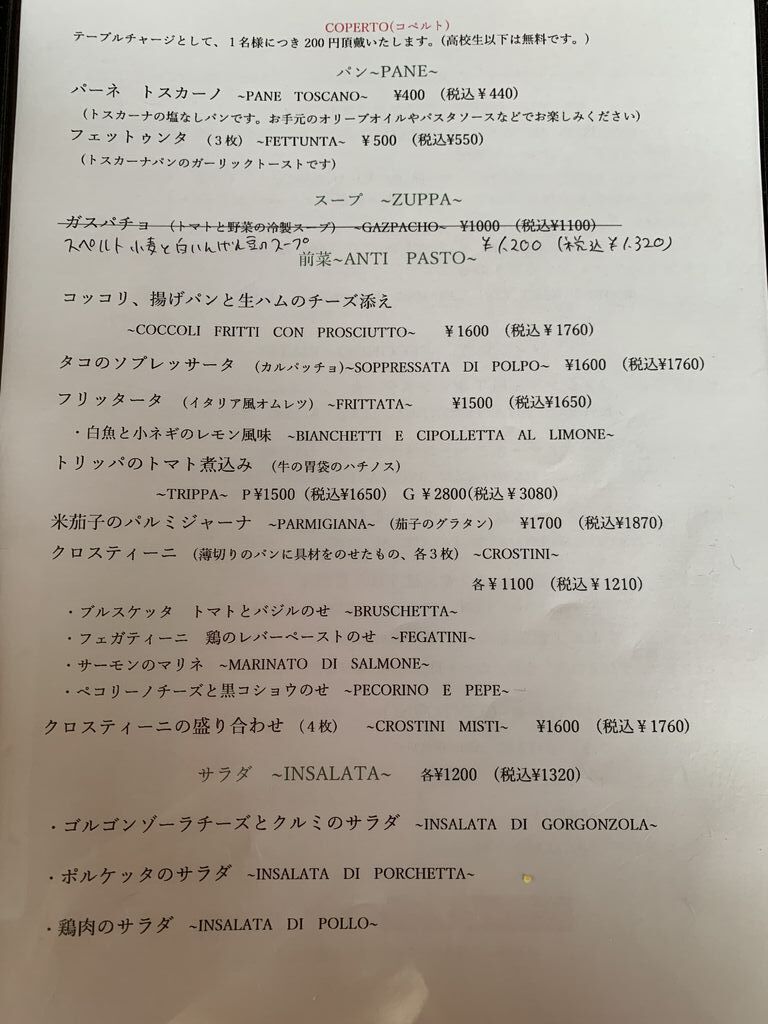 COPERTO(コペルト)
テーブルチャージとして、1名様につき200円頂戴いたします。(高校生以下は無料です。)
パン~PANE~
パーネ トスカーノ ~PANE TOSCANO~ ¥400 (税込¥440)
(トスカーナの塩なしパンです。お手元のオリーブオイルやパスタソースなどでお楽しみください)
フェットゥンタ (3枚) ~FETTUNTA~ ¥500 (税込¥550)
(トスカーナパンのガーリックトーストです)
スープ ~ZUPPA~
ガスパチョ (トマトと野菜の冷製スープ) ~GAZPACHO~ ¥1000 (税込¥1100)
スペルト小麦と白いんげん豆のスープ ¥1,200 (税込¥1,320)
前菜~ANTI PASTO~
コッコリ、揚げパンと生ハムのチーズ添え
~COCCOLI FRITTI CON PROSCIUTTO~ ¥1600 (税込¥1760)
タコのソプレッサータ (カルパッチョ)~SOPPRESSATA DI POLPO~ ¥1600 (税込¥1760)
フリッタータ (イタリア風オムレツ) ~FRITTATA~ ¥1500 (税込¥1650)
・白魚と小ネギのレモン風味 ~BIANCHETTI E CIPOLLETTA AL LIMONE~
トリッパのトマト煮込み (牛の胃袋のハチノス)
~TRIPPA~ P¥1500 (税込¥1650) G ¥2800(税込¥3080)
米茄子のパルミジャーナ ~PARMIGIANA~ (茄子のグラタン) ¥1700 (税込¥1870)
クロスティーニ (薄切りのパンに具材をのせたもの、各3枚) ~CROSTINI~
各¥1100 (税込¥1210)
・ブルスケッタ トマトとバジルのせ ~BRUSCHETTA~
・フェガティーニ 鶏のレバーペーストのせ ~FEGATINI~
・サーモンのマリネ ~MARINATO DI SALMONE~
・ペコリーノチーズと黒コショウのせ ~PECORINO E PEPE~
クロスティーニの盛り合わせ (4枚) ~CROSTINI MISTI~ ¥1600 (税込¥1760)
サラダ ~INSALATA~ 各¥1200 (税込¥1320)
・ゴルゴンゾーラチーズとクルミのサラダ ~INSALATA DI GORGONZOLA~
・ポルケッタのサラダ ~INSALATA DI PORCHETTA~
・鶏肉のサラダ ~INSALATA DI POLLO~